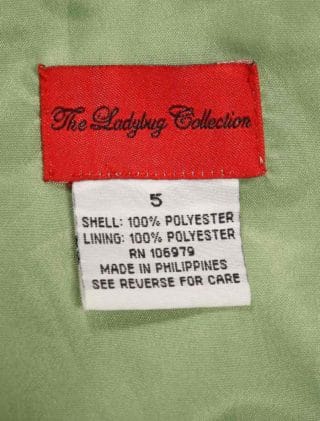 The Ladybug Collection
5
SHELL: 100% POLYESTER
LINING: 100% POLYESTER
RN 106979
MADE IN PHILIPPINES
SEE REVERSE FOR CARE